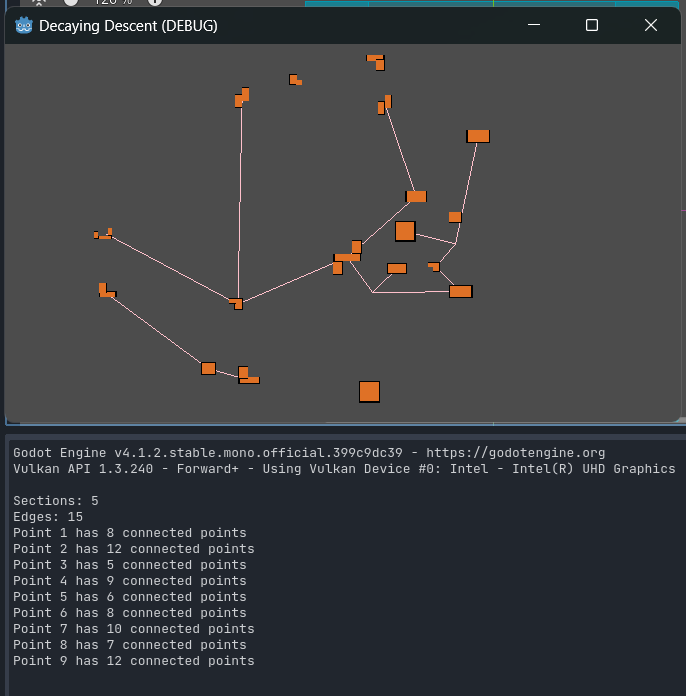 Decaying Descent (DEBUG)
Godot Engine v4.1.2.stable.mono.official.399c9dc39 - https://godotengine.org
Vulkan API 1.3.240 - Forward+ - Using Vulkan Device #0: Intel - Intel(R) UHD Graphics
Sections: 5
Edges: 15
Point 1 has 8 connected points
Point 2 has 12 connected points
Point 3 has 5 connected points
Point 4 has 9 connected points
Point 5 has 6 connected points
Point 6 has 8 connected points
Point 7 has 10 connected points
Point 8 has 7 connected points
Point 9 has 12 connected points